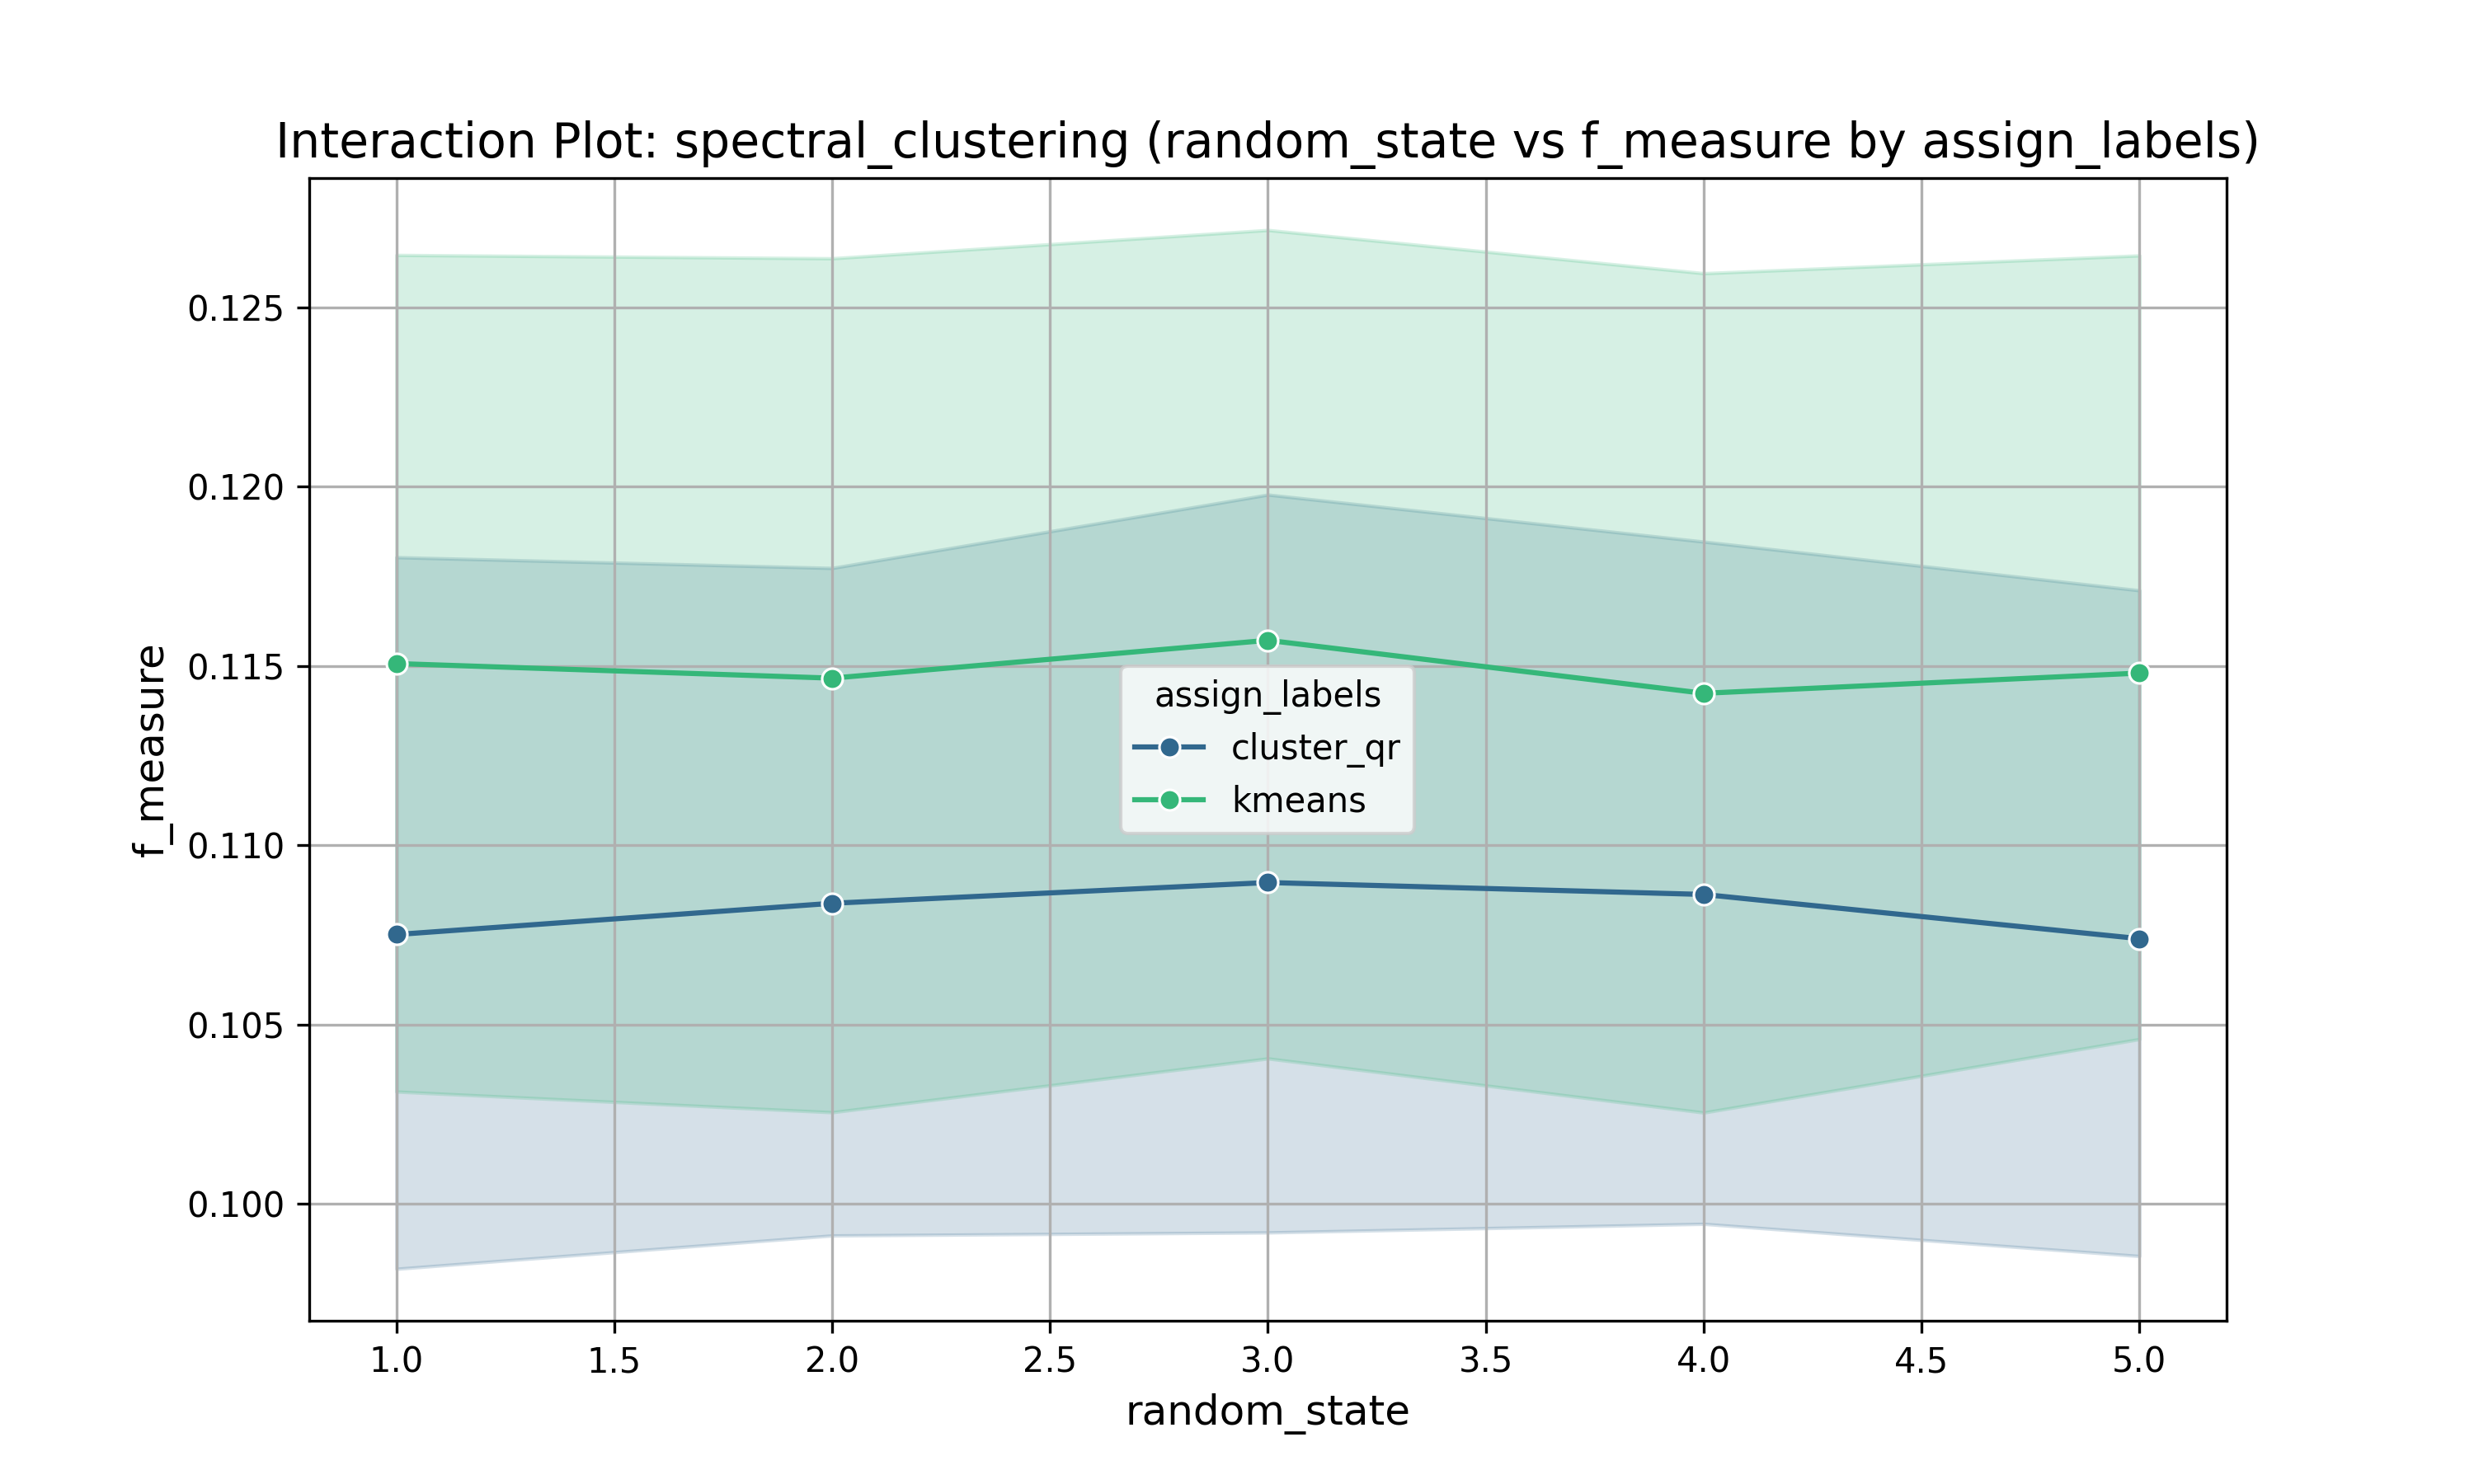 Interaction Plot: spectral_clustering (random_state vs f_measure by assign_labels)
f_measure
0.125
0.120
0.115
0.110
0.105
0.100
assign_labels
cluster_qr
kmeans
1.0 1.5 2.0 2.5 3.0 3.5 4.0 4.5 5.0
random_state